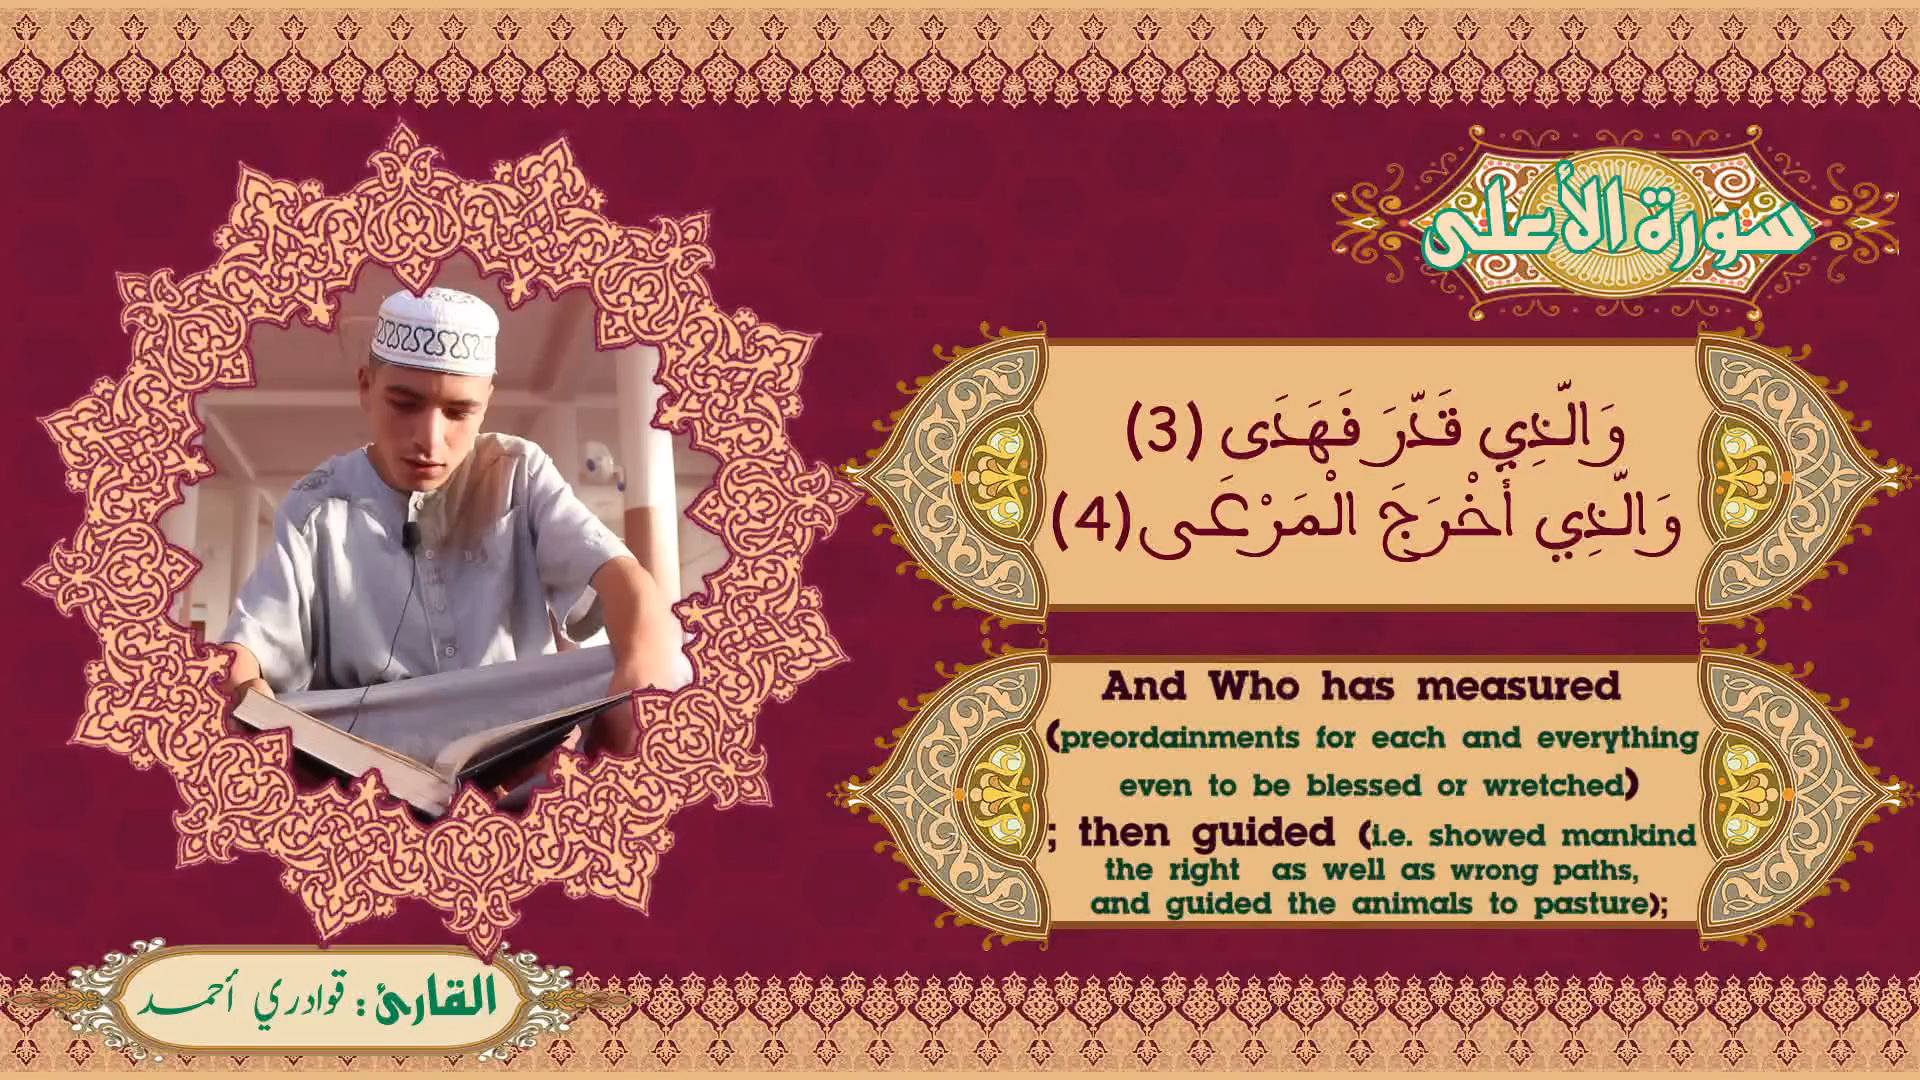 سورة الأعلى
وَالَّذِي قَدَّرَ فَهَدَى (3)
وَالَّذِي أَخْرَجَ الْمَرْعَى(4)
And Who has measured
(preordainments for each and everything
even to be blessed or wretched)
; then guided (i.e. showed mankind
the right as well as wrong paths,
and guided the animals to pasture);
القارئ : قوادري أحمد